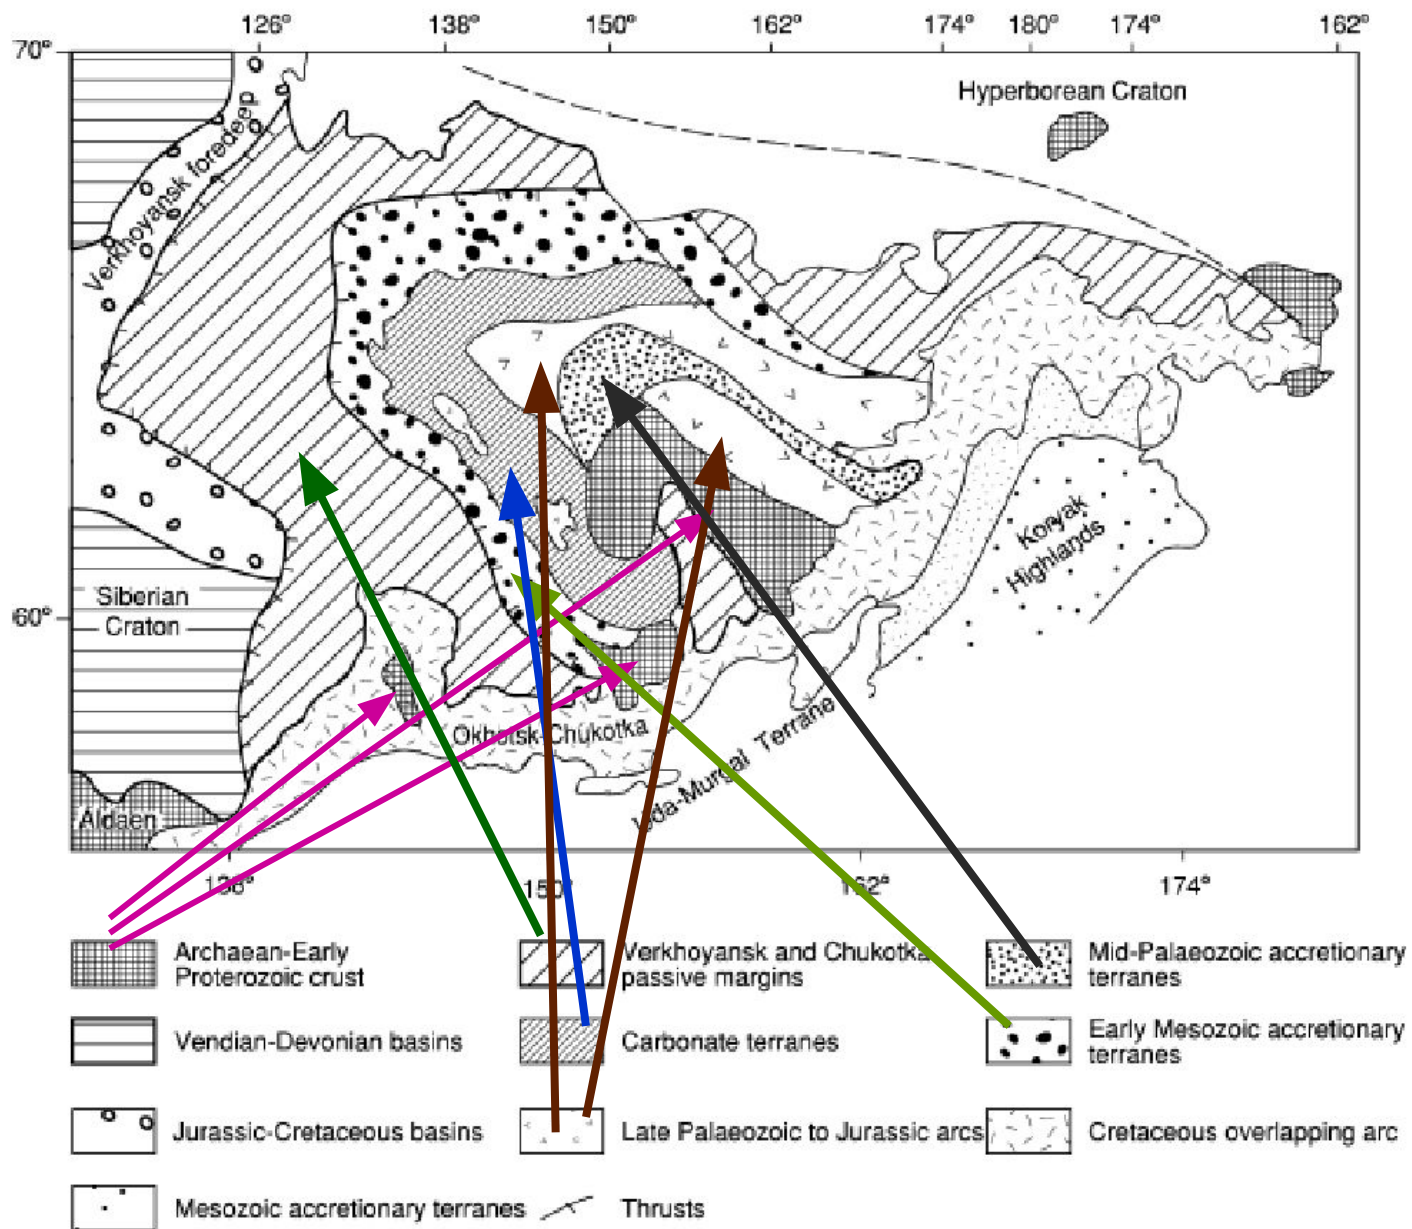 126° 138° 150° 162° 174° 180° 174° 162°
70°
Hyperborean Craton
Verkhoyansk foredeep
Koryak
Highlands
Siberian
Craton
60°
Okhotsk-Chukotka
Uda-Murgal Terrane
Aldaen
138° 150° 162° 174°
Archaean-Early
Proterozoic crust
Verkhoyansk and Chukotka
passive margins
Mid-Palaeozoic accretionary
terranes
Vendian-Devonian basins
Carbonate terranes
Early Mesozoic accretionary
terranes
Jurassic-Cretaceous basins
Late Palaeozoic to Jurassic arcs
Cretaceous overlapping arc
Mesozoic accretionary terranes
Thrusts